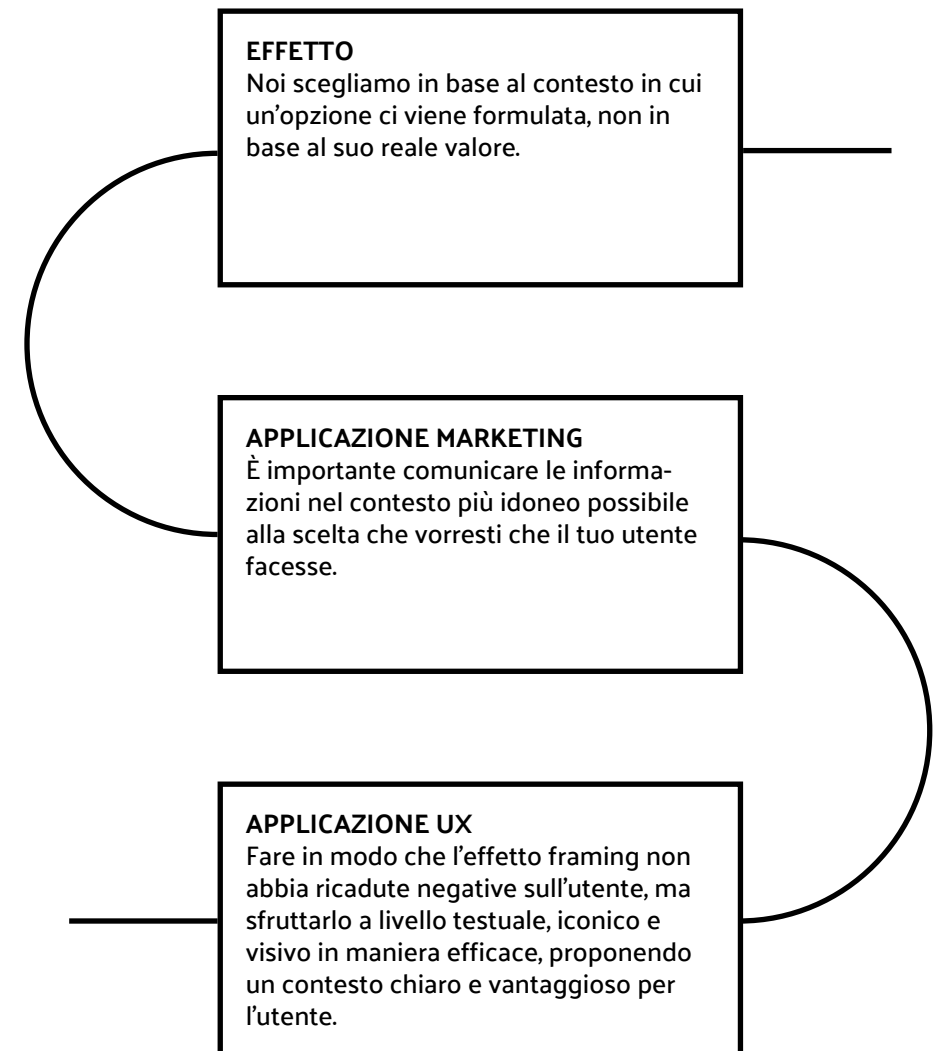 EFFETTO
Noi scegliamo in base al contesto in cui
un’opzione ci viene formulata, non in
base al suo reale valore.
APPLICAZIONE MARKETING
È importante comunicare le informa-
zioni nel contesto più idoneo possibile
alla scelta che vorresti che il tuo utente
facesse.
APPLICAZIONE UX
Fare in modo che l’effetto framing non
abbia ricadute negative sull’utente, ma
sfruttarlo a livello testuale, iconico e
visivo in maniera efficace, proponendo
un contesto chiaro e vantaggioso per
l’utente.